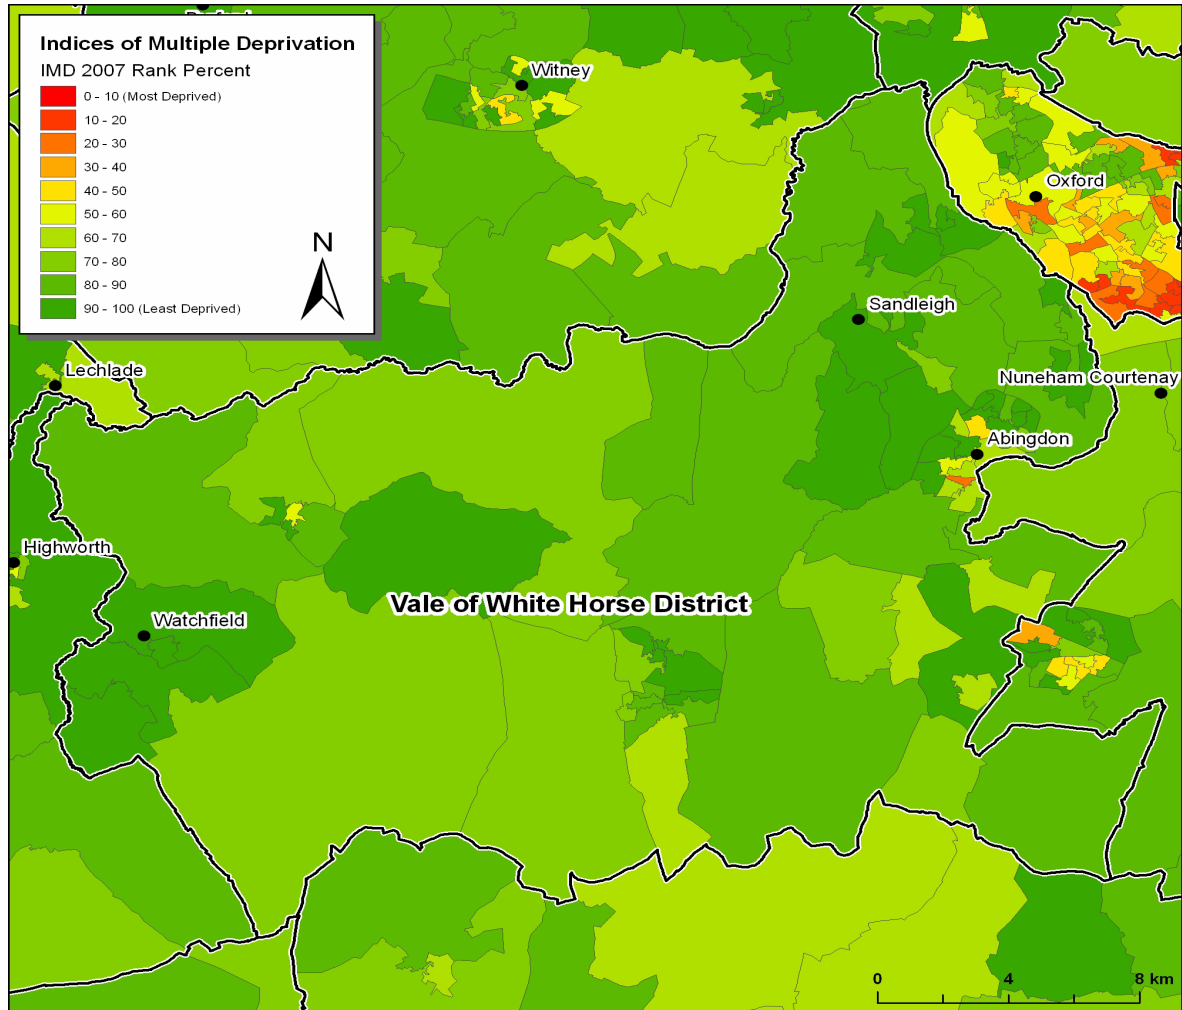 Indices of Multiple Deprivation
IMD 2007 Rank Percent
0 - 10 (Most Deprived)
10 - 20
20 - 30
30 - 40
40 - 50
50 - 60
60 - 70
70 - 80
80 - 90
90 - 100 (Least Deprived)
N
Witney
Oxford
Sandleigh
Lechlade
Nuneham Courtenay
Abingdon
Highworth
Vale of White Horse District
Watchfield
0 4 8 km